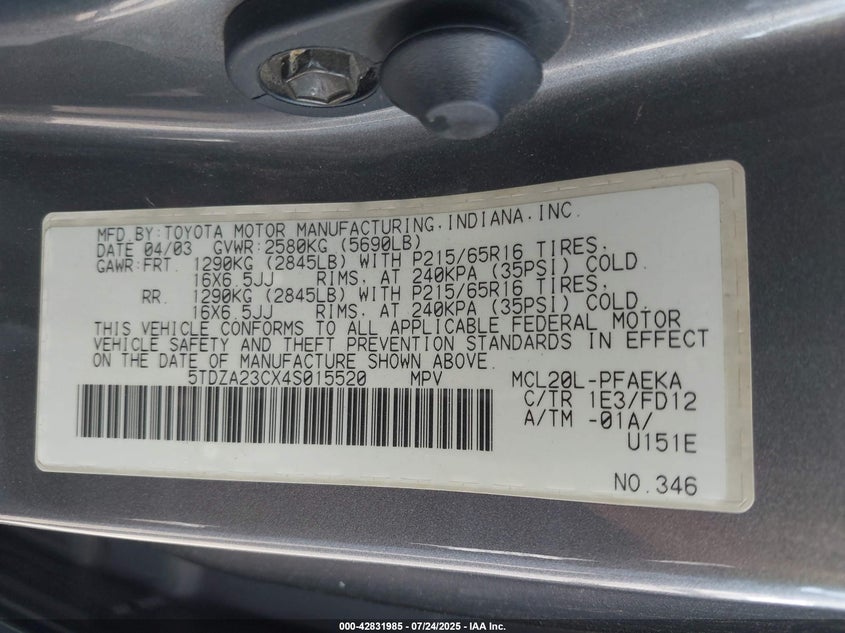 MFD.BY:TOYOTA MOTOR MANUFACTURING,INDIANA,INC.
DATE 04/03 GVWR:2580KG (5690LB)
GAWR:FRT. 1290KG (2845LB) WITH P215/65R16 TIRES,
16X6.5JJ RIMS, AT 240KPA (35PSI) COLD.
RR. 1290KG (2845LB) WITH P215/65R16 TIRES,
16X6.5JJ RIMS, AT 240KPA (35PSI) COLD.
THIS VEHICLE CONFORMS TO ALL APPLICABLE FEDERAL MOTOR
VEHICLE SAFETY AND THEFT PREVENTION STANDARDS IN EFFECT
ON THE DATE OF MANUFACTURE SHOWN ABOVE.
5TDZA23CX4S015520 MPV MCL20L-PFAEKA
C/TR 1E3/FD12
A/TM -01A/
U151E
NO.346
000-42831985 - 07/24/2025 - IAA Inc.